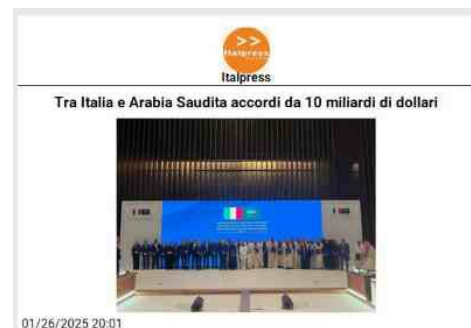 >>
Italpress
Italpress
Tra Italia e Arabia Saudita accordi da 10 miliardi di dollari
01/26/2025 20:01